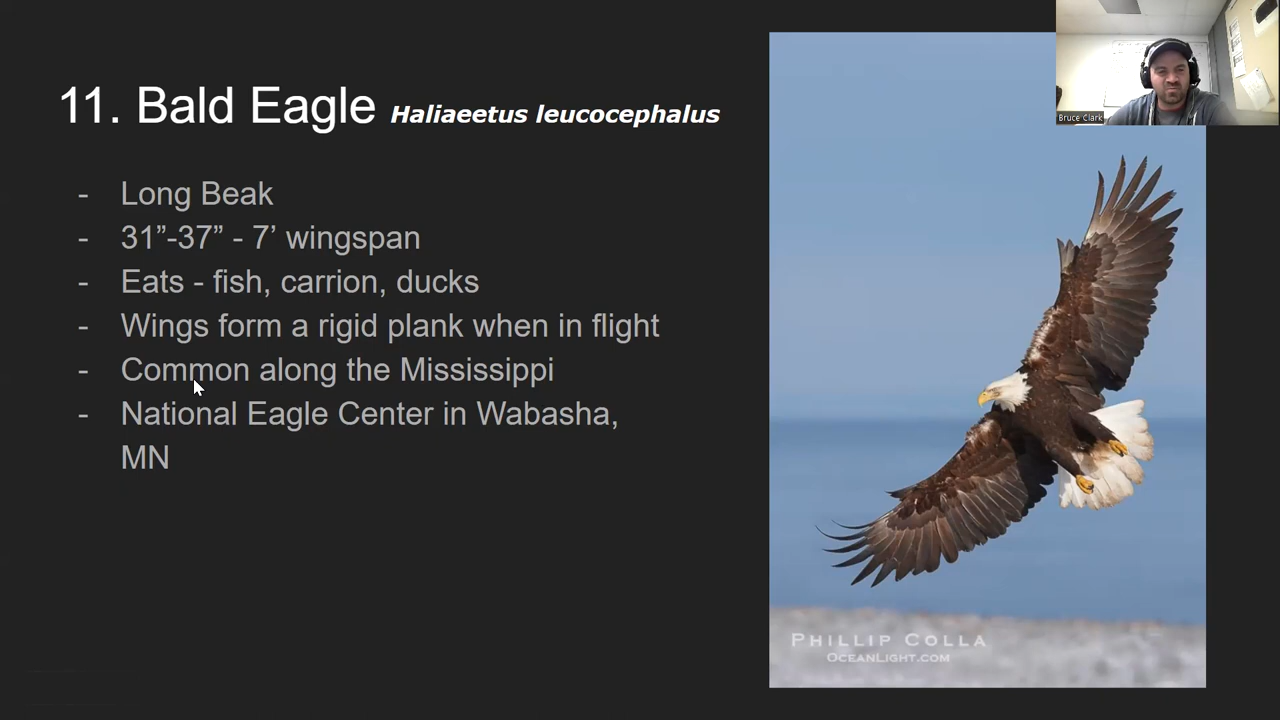 11. Bald Eagle Haliaeetus leucocephalus
- Long Beak
- 31”-37” - 7’ wingspan
- Eats - fish, carrion, ducks
- Wings form a rigid plank when in flight
- Common along the Mississippi
- National Eagle Center in Wabasha,
MN
Bruce Clark
PHILLIP COLLA
OCEANLIGHT.COM